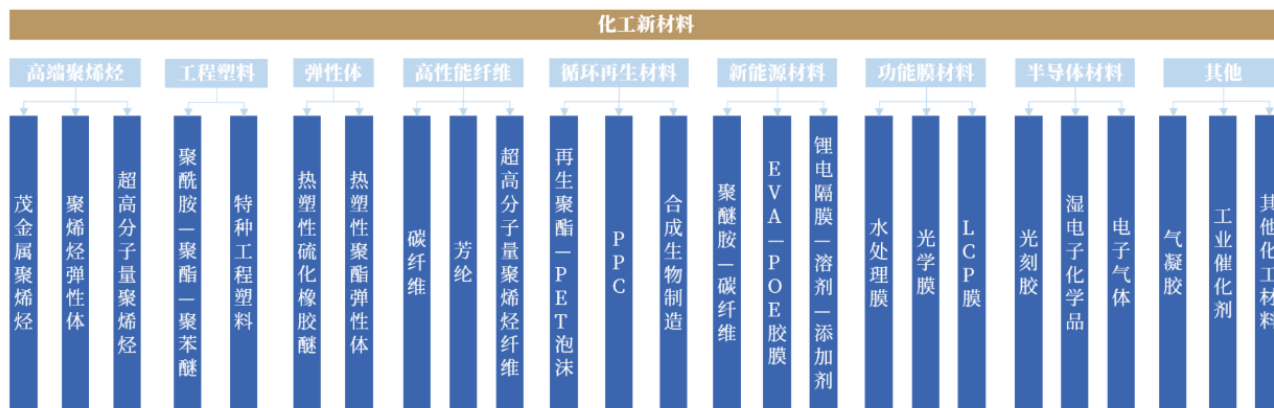 化工新材料
高端聚烯烃
工程塑料
弹性体
高性能纤维
循环再生材料
新能源材料
功能膜材料
半导体材料
其他
茂金属聚烯烃
聚烯烃弹性体
超高分子量聚烯烃
聚酰胺—聚酯—聚苯醚
特种工程塑料
热塑性硫化橡胶醚
热塑性聚酯弹性体
碳纤维
芳纶
超高分子量聚烯烃纤维
再生聚酯—PET泡沫
PPC
合成生物制造
聚醚胺—碳纤维
EVA—POE胶膜
锂电隔膜—溶剂—添加剂
水处理膜
光学膜
LCP膜
光刻胶
湿电子化学品
电子气体
气凝胶
工业催化剂
其他化工材料